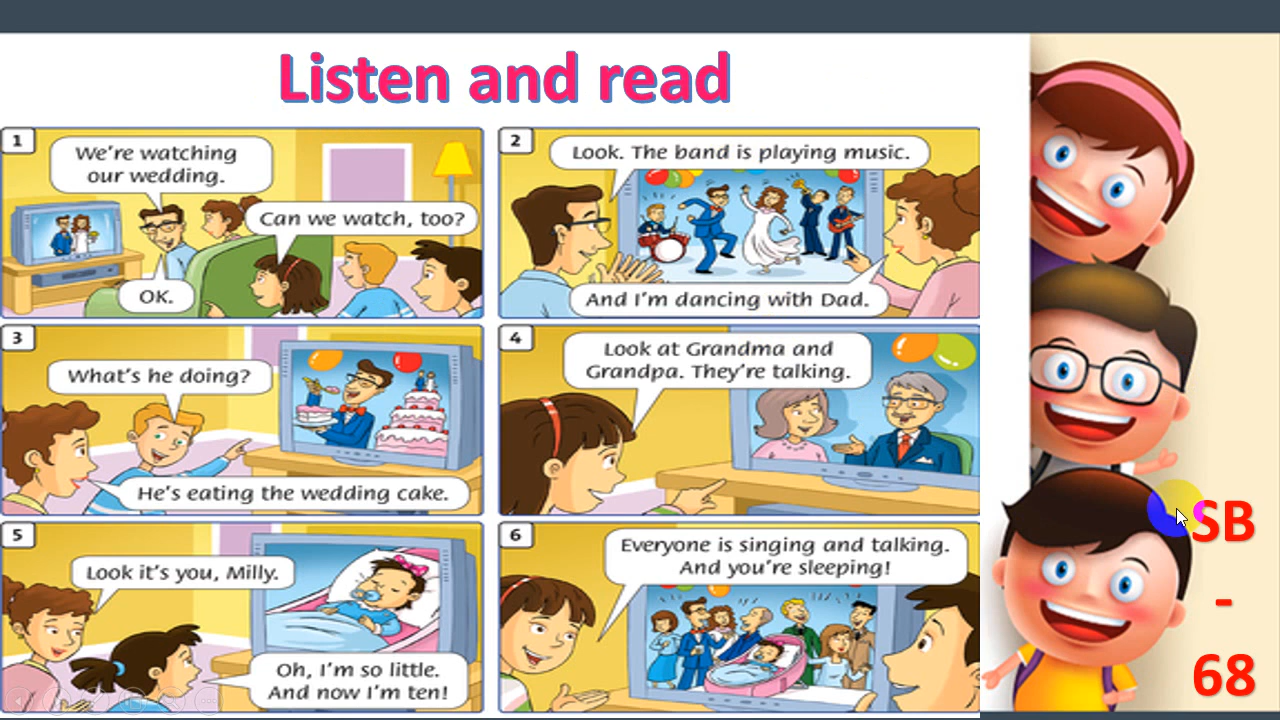 Listen and read
1
We're watching
our wedding.
Can we watch, too?
OK.
2
Look. The band is playing music.
And I'm dancing with Dad.
3
What's he doing?
He's eating the wedding cake.
4
Look at Grandma and
Grandpa. They're talking.
5
Look it's you, Milly.
Oh, I'm so little.
And now I'm ten!
6
Everyone is singing and talking.
And you're sleeping!
SB
-
68